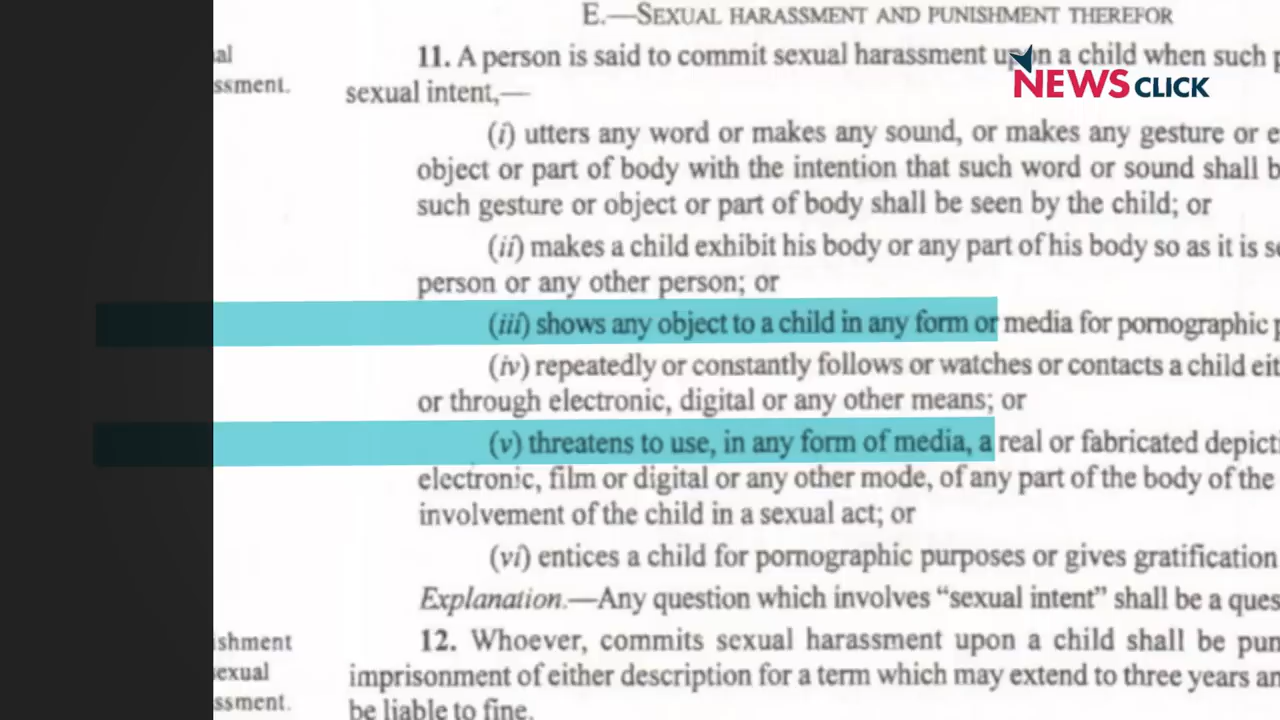 E.—SEXUAL HARASSMENT AND PUNISHMENT THEREFOR
11. A person is said to commit sexual harassment upon a child when such
ssment.
sexual intent,—
NEWS CLICK
(i) utters any word or makes any sound, or makes any gesture or
object or part of body with the intention that such word or sound shall
such gesture or object or part of body shall be seen by the child; or
(ii) makes a child exhibit his body or any part of his body so as it is
person or any other person; or
(iii) shows any object to a child in any form or media for pornographic
(iv) repeatedly or constantly follows or watches or contacts a child
or through electronic, digital or any other means; or
(v) threatens to use, in any form of media, a real or fabricated
electronic, film or digital or any other mode, of any part of the body of the
involvement of the child in a sexual act; or
(vi) entices a child for pornographic purposes or gives gratification
Explanation.—Any question which involves “sexual intent” shall be a
shment
12. Whoever, commits sexual harassment upon a child shall be
exual
imprisonment of either description for a term which may extend to three years
ssment.
be liable to fine.